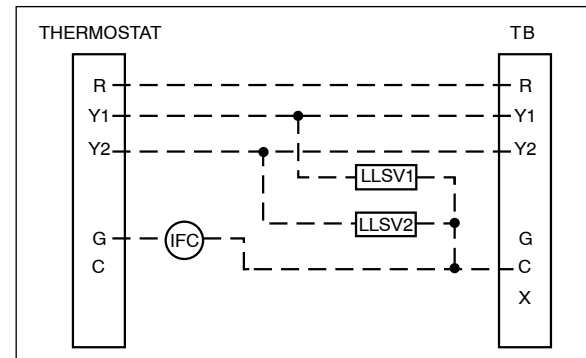 THERMOSTAT TB
R R
Y1 Y1
Y2 Y2
LLSV1
LLSV2
G IFC G
C C
X